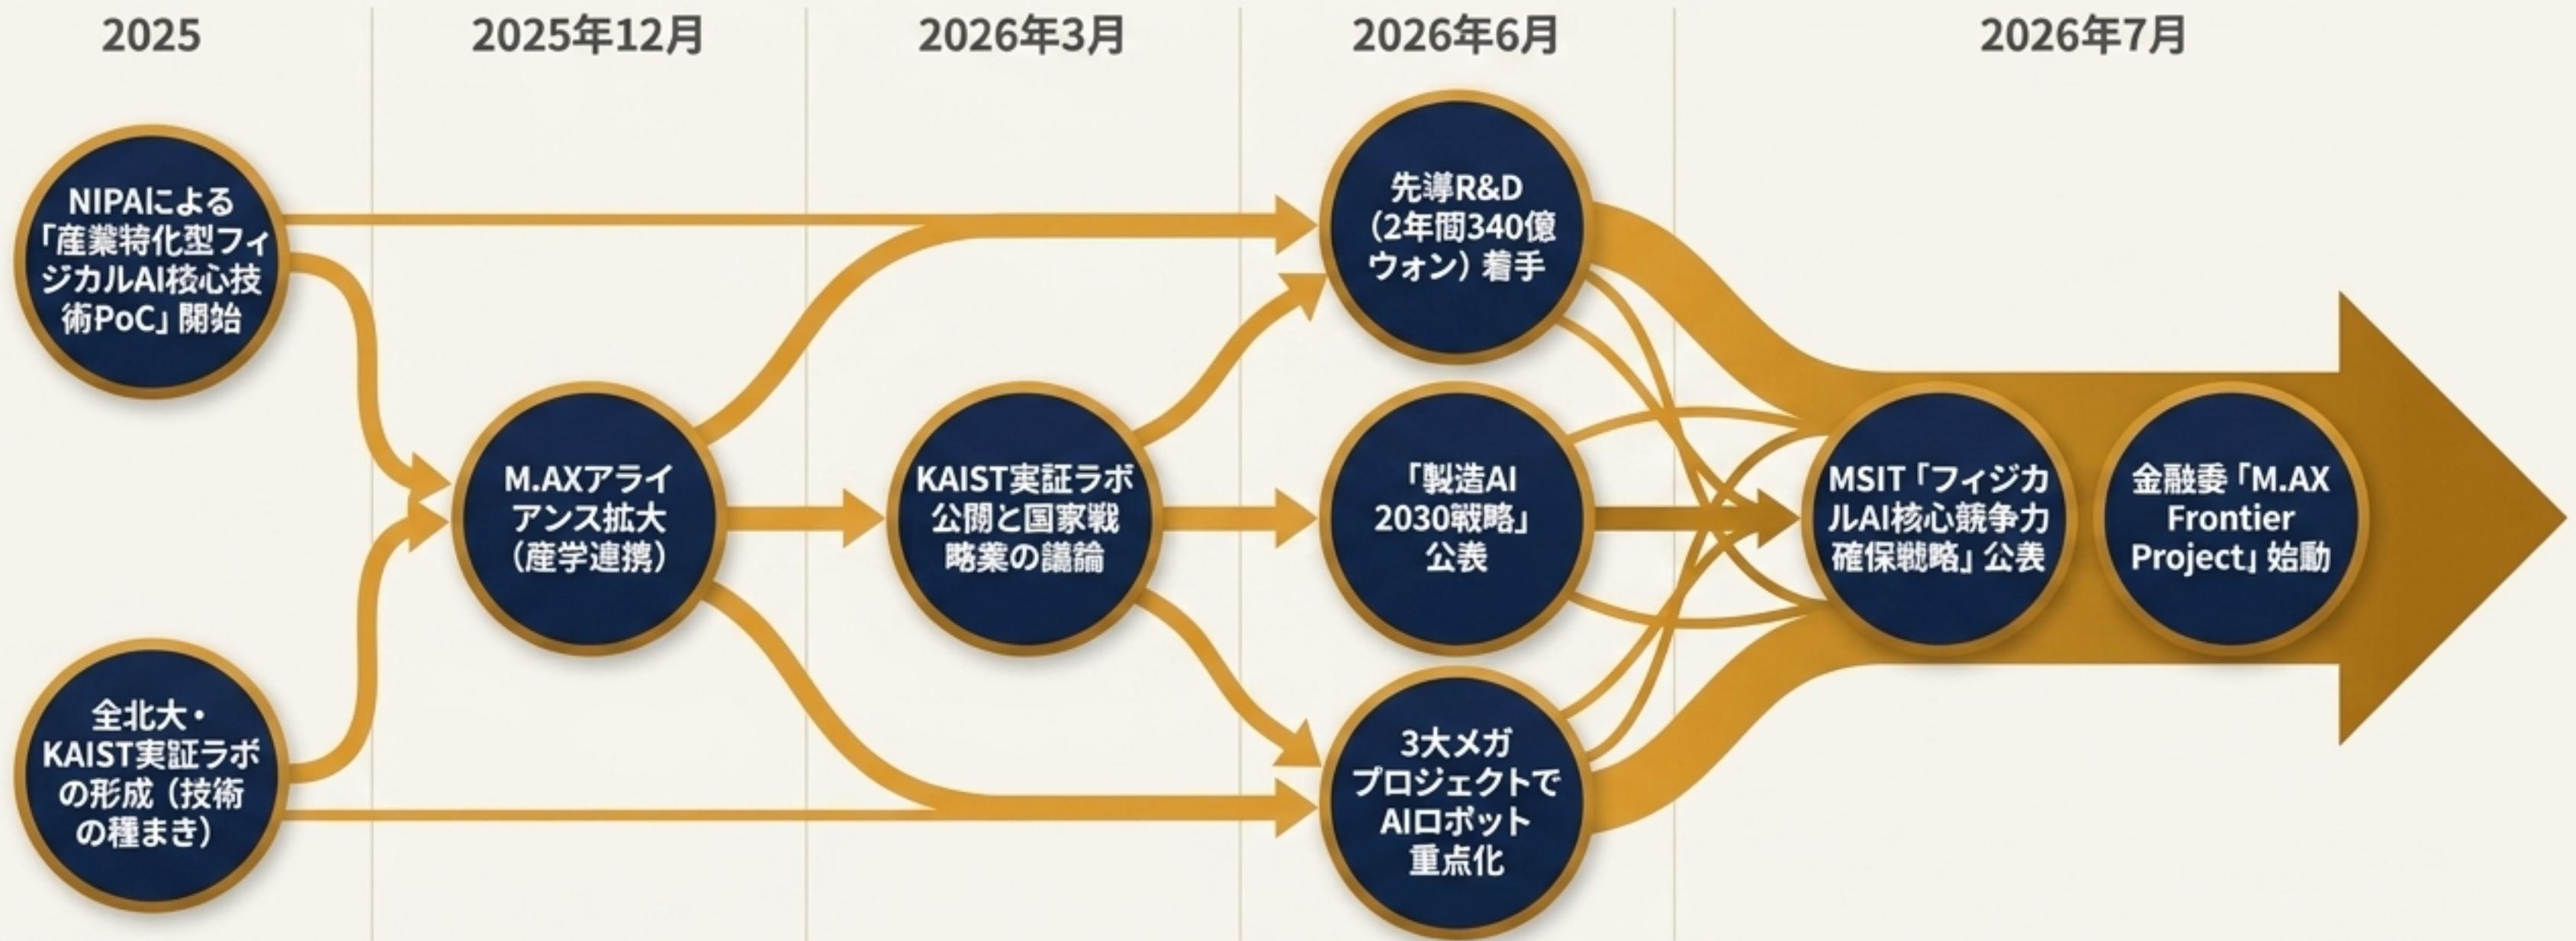 2025
2025年12月
2026年3月
2026年6月
2026年7月
NIPAによる
「産業特化型フィ
ジカルAI核心技
術PoC」開始
全北大・
KAIST実証ラボ
の形成（技術
の種まき）
M.AXアライ
アンス拡大
（産学連携）
KAIST実証ラボ
公開と国家戦
略業の議論
先導R&D
（2年間340億
ウォン）着手
「製造AI
2030戦略」
公表
3大メガ
プロジェクトで
AIロボット
重点化
MSIT「フィジカ
ルAI核心競争力
確保戦略」公表
金融委「M.AX
Frontier
Project」始動